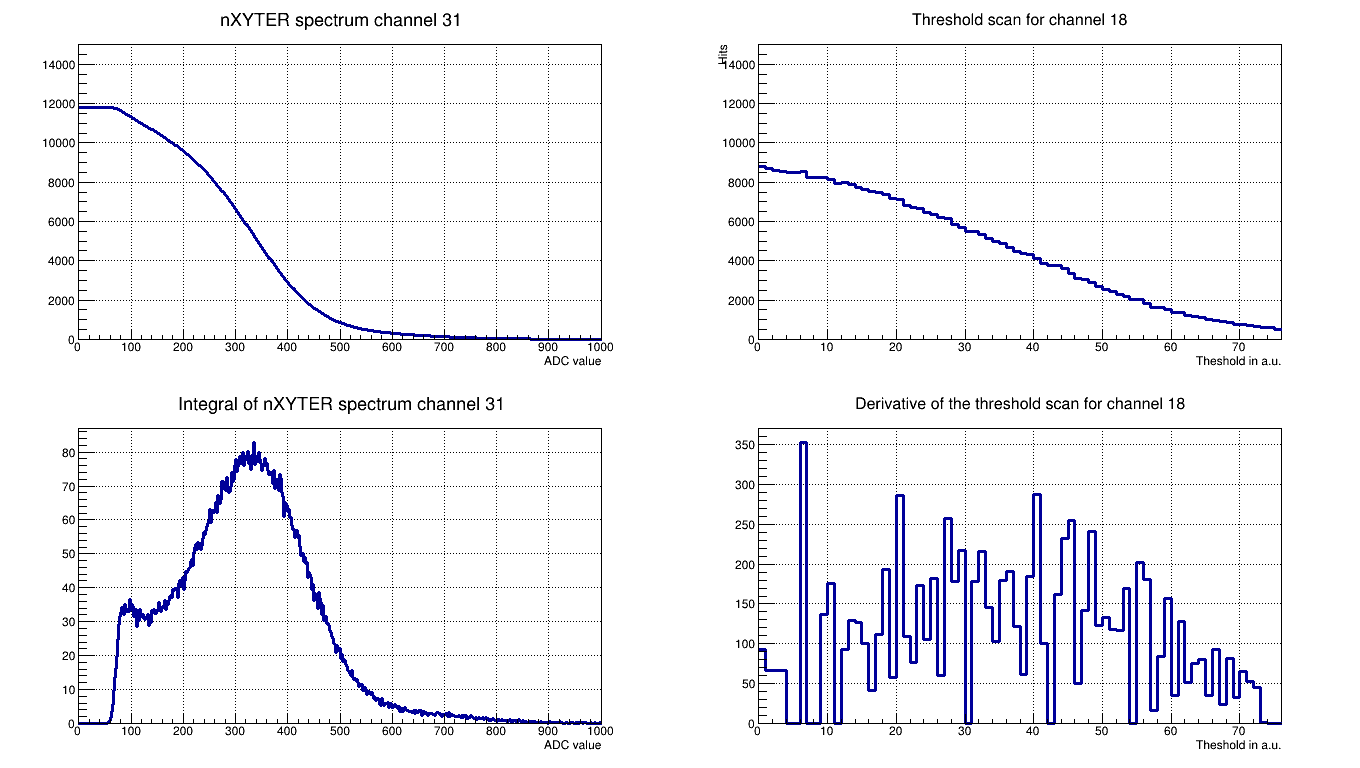 nXYTER spectrum channel 31
14000
12000
10000
8000
6000
4000
2000
0
0 100 200 300 400 500 600 700 800 900 1000
ADC value
Threshold scan for channel 18
Hits
14000
12000
10000
8000
6000
4000
2000
0
0 10 20 30 40 50 60 70
Theshold in a.u.
Integral of nXYTER spectrum channel 31
80
70
60
50
40
30
20
10
0
0 100 200 300 400 500 600 700 800 900 1000
ADC value
Derivative of the threshold scan for channel 18
350
300
250
200
150
100
50
0
0 10 20 30 40 50 60 70
Theshold in a.u.